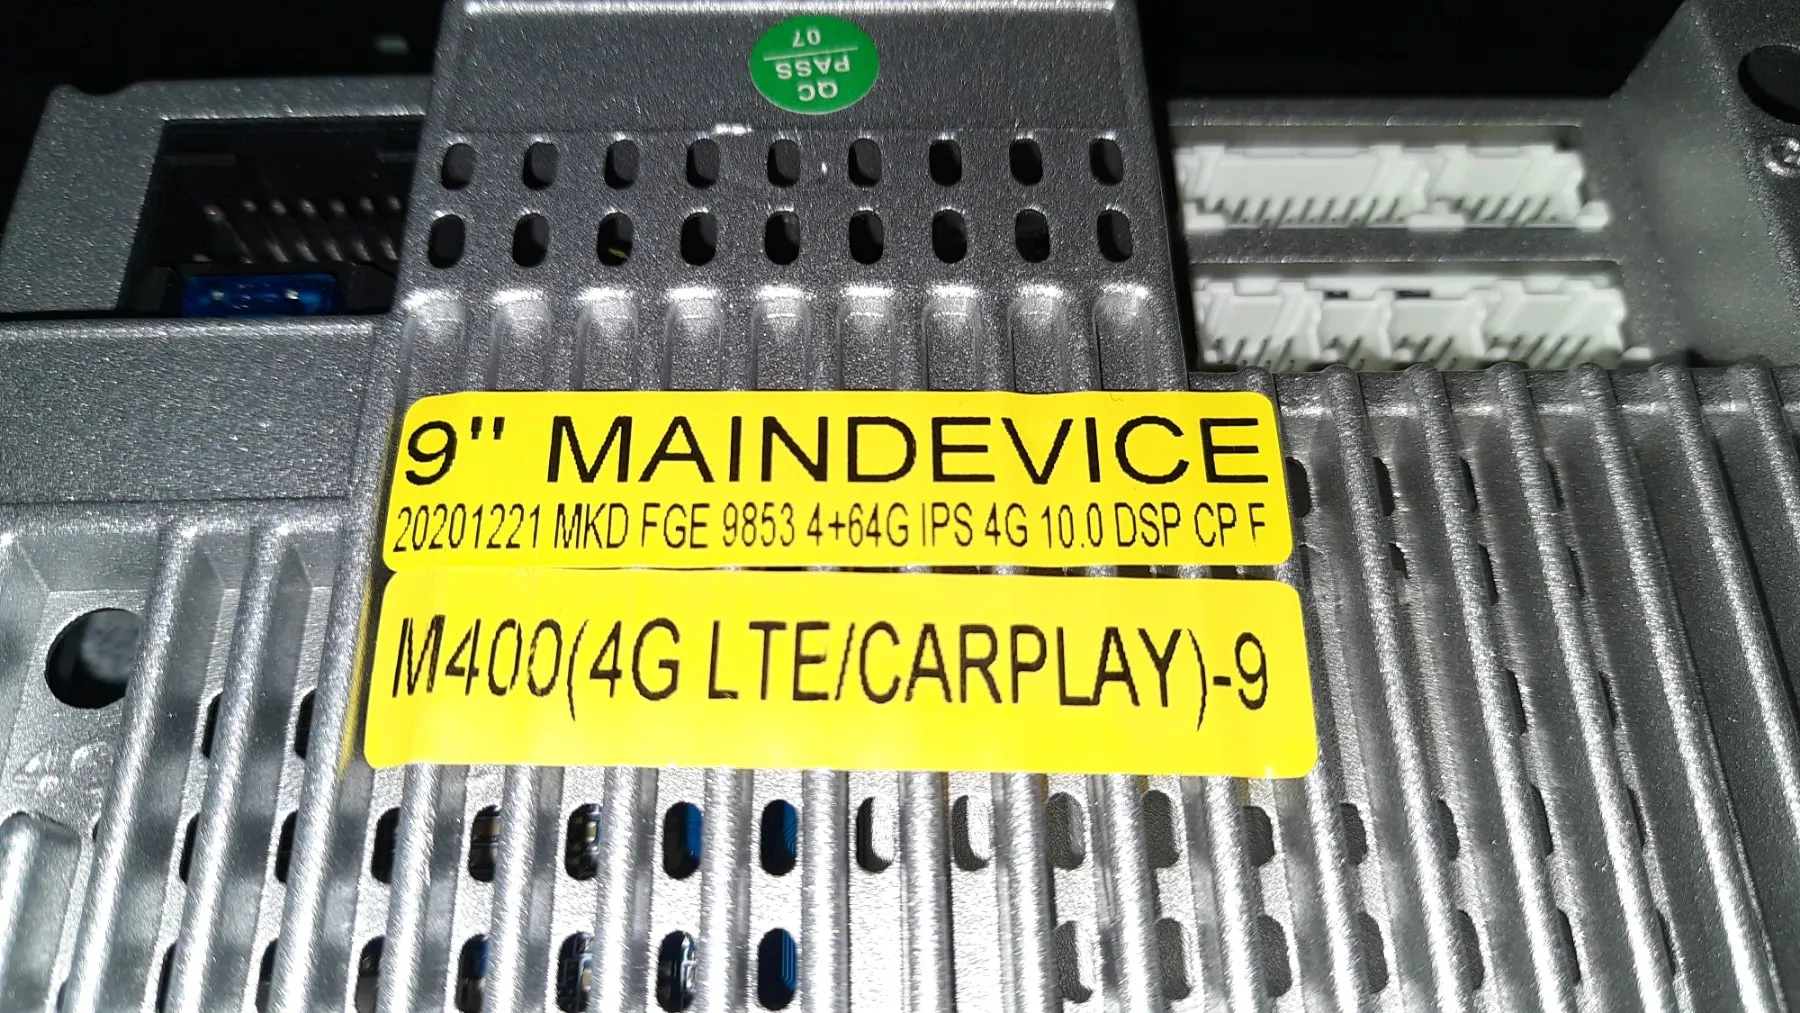 QC
PASS
07
9" MAINDEVICE
20201221 MKD FGE 9853 4+64G IPS 4G 10.0 DSP CP F
M400(4G LTE/CARPLAY)-9